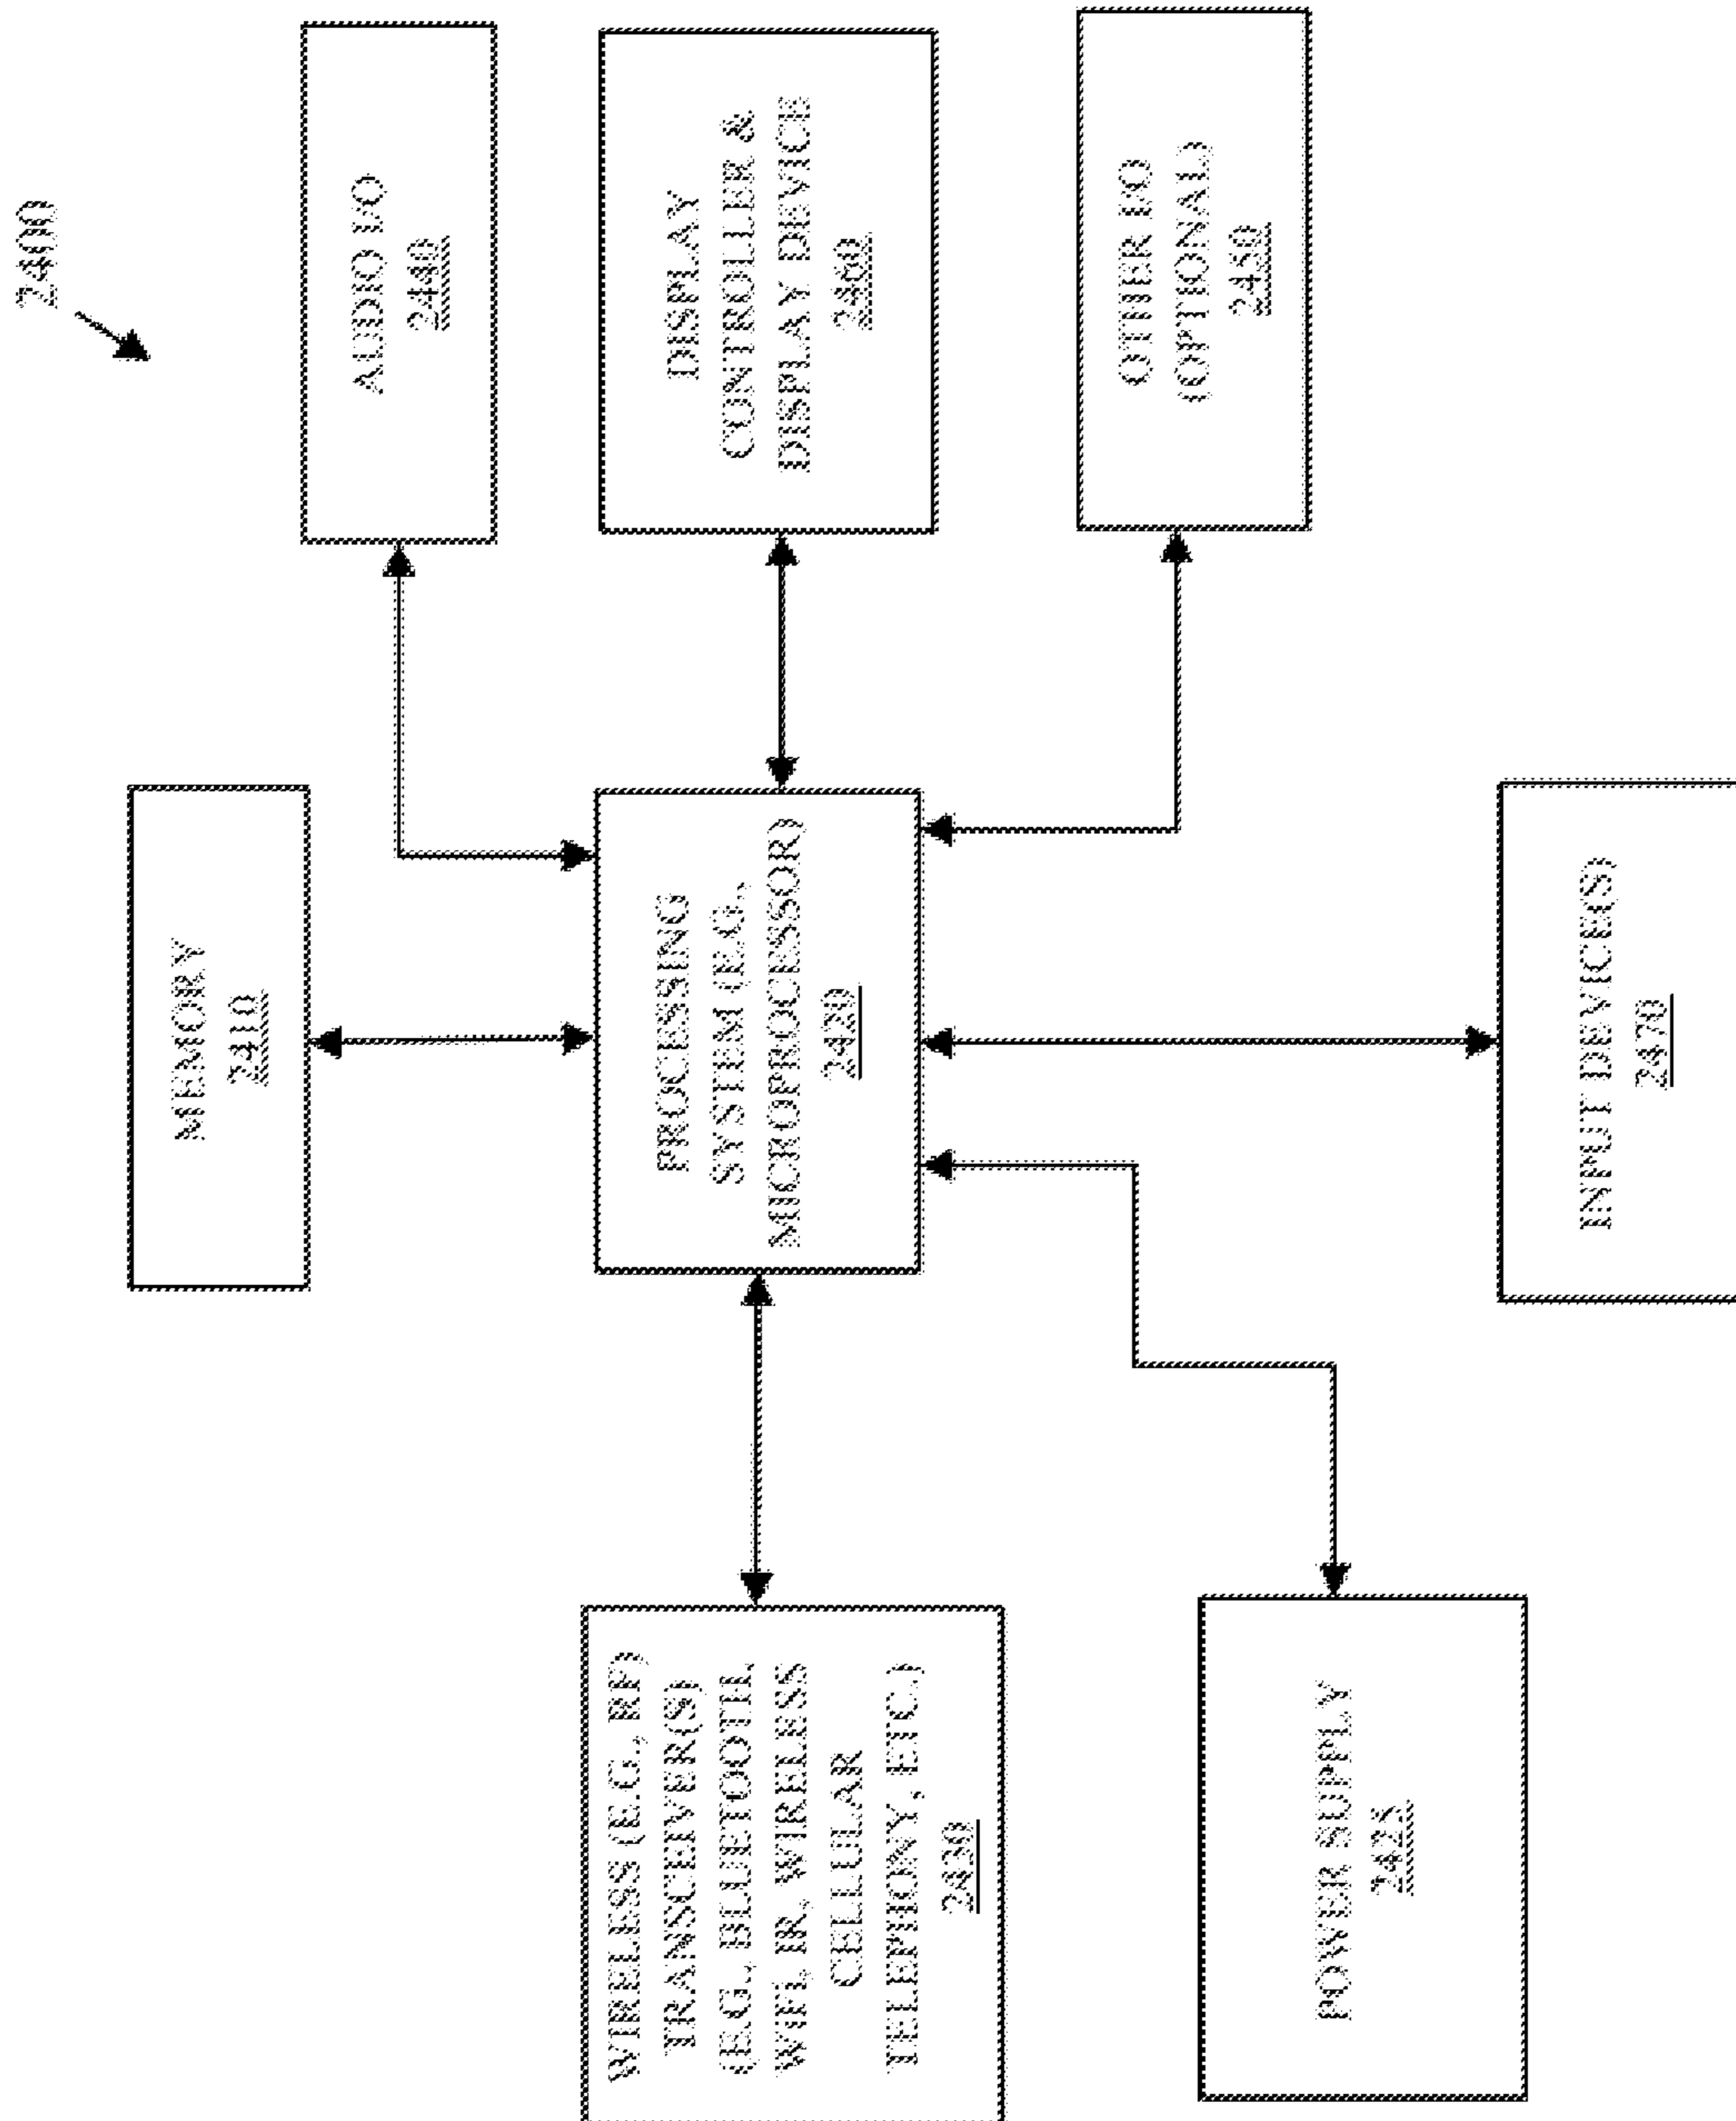 2400
MEMORY
2410
AUDIO I/O
2440
PROCESSING
SYSTEM (E.G.,
MICROPROCESSOR)
2420
DISPLAY
CONTROLLER &
DISPLAY DEVICE
2460
WIRELESS (E.G., RF)
TRANSCEIVER(S)
(E.G., BLUETOOTH,
WIFI, IR, WIRELESS
CELLULAR
TELEPHONY, ETC.)
2430
OTHER I/O
(OPTIONAL)
2450
POWER SUPPLY
2425
INPUT DEVICE(S)
2470